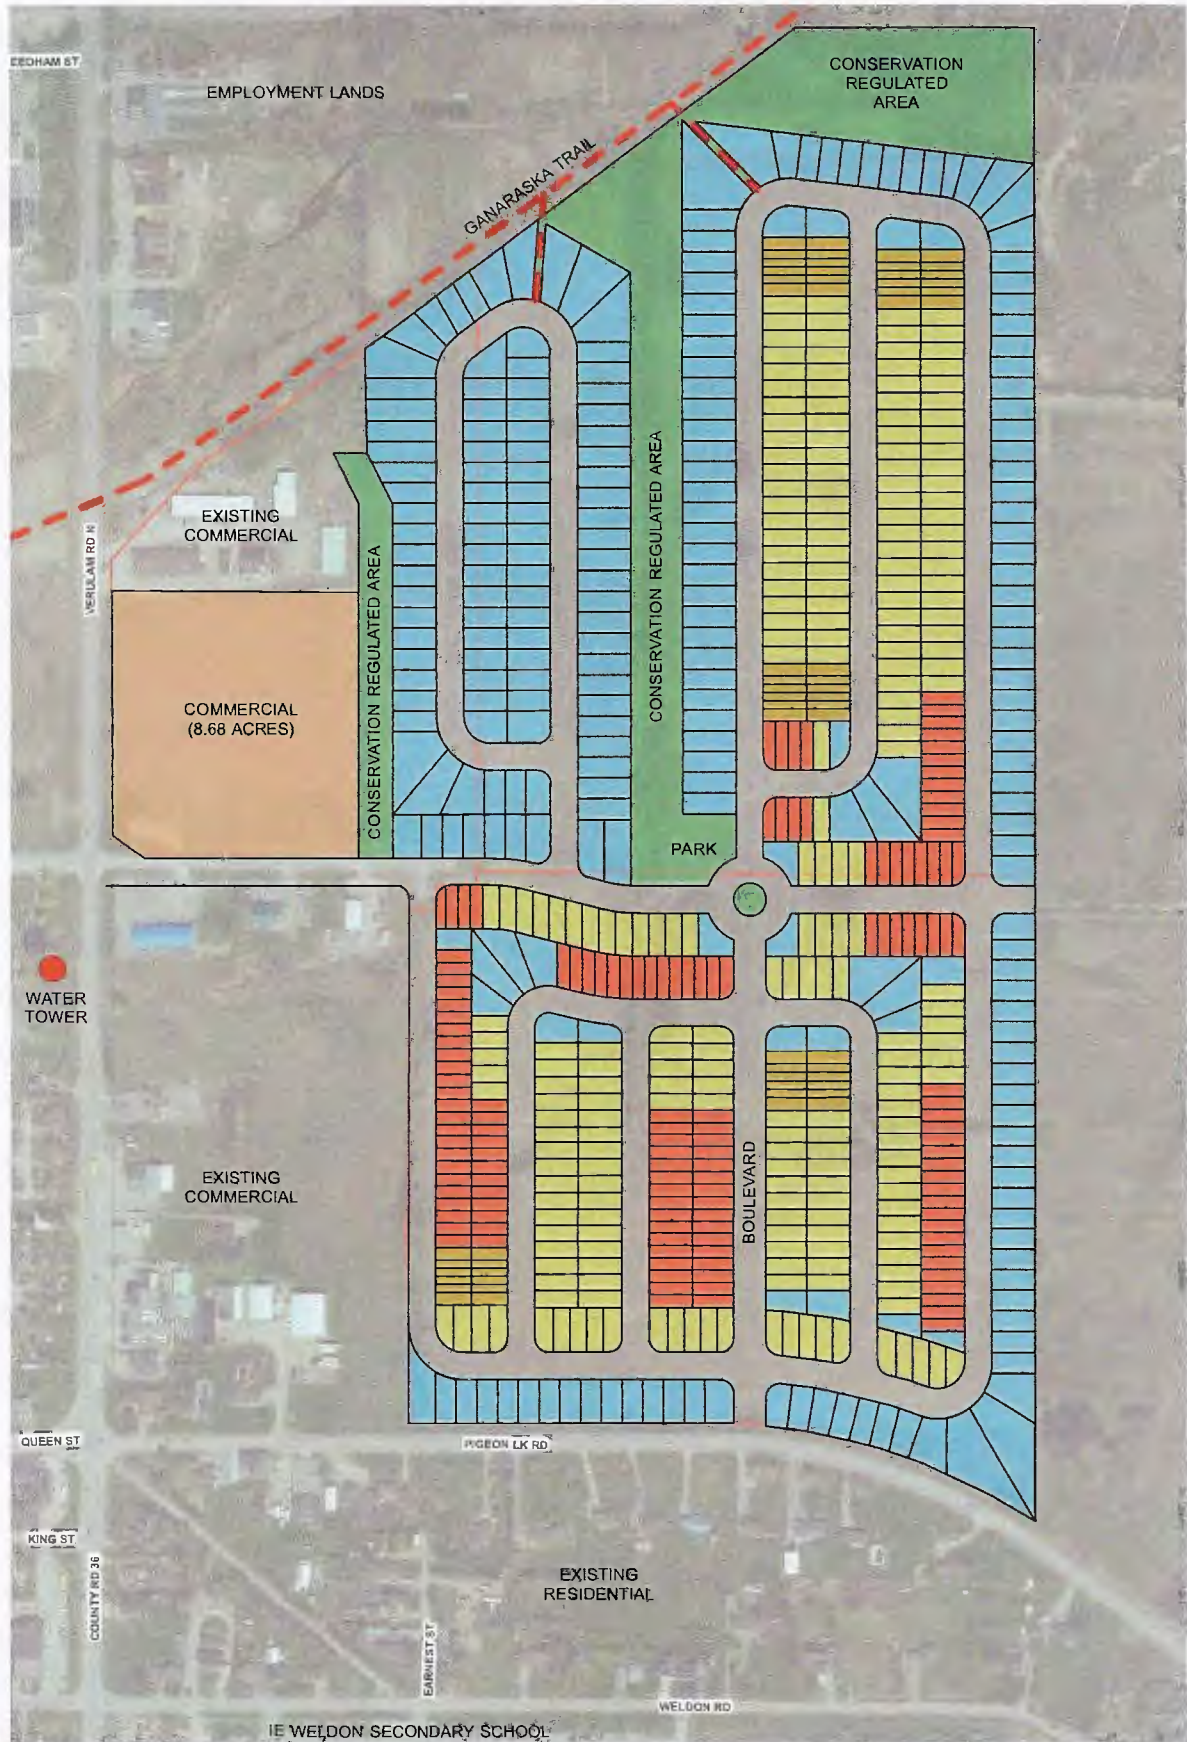 EEDHAM ST
EMPLOYMENT LANDS
CONSERVATION
REGULATED
AREA
GANARASKA TRAIL
EXISTING
COMMERCIAL
VERULAM RD N
CONSERVATION REGULATED AREA
CONSERVATION REGULATED AREA
COMMERCIAL
(8.68 ACRES)
PARK
WATER
TOWER
EXISTING
COMMERCIAL
BOULEVARD
QUEEN ST
PIGEON LK RD
KING ST
COUNTY RD 36
EXISTING
RESIDENTIAL
EARNEST ST
WELDON RD
IE WELDON SECONDARY SCHOOL